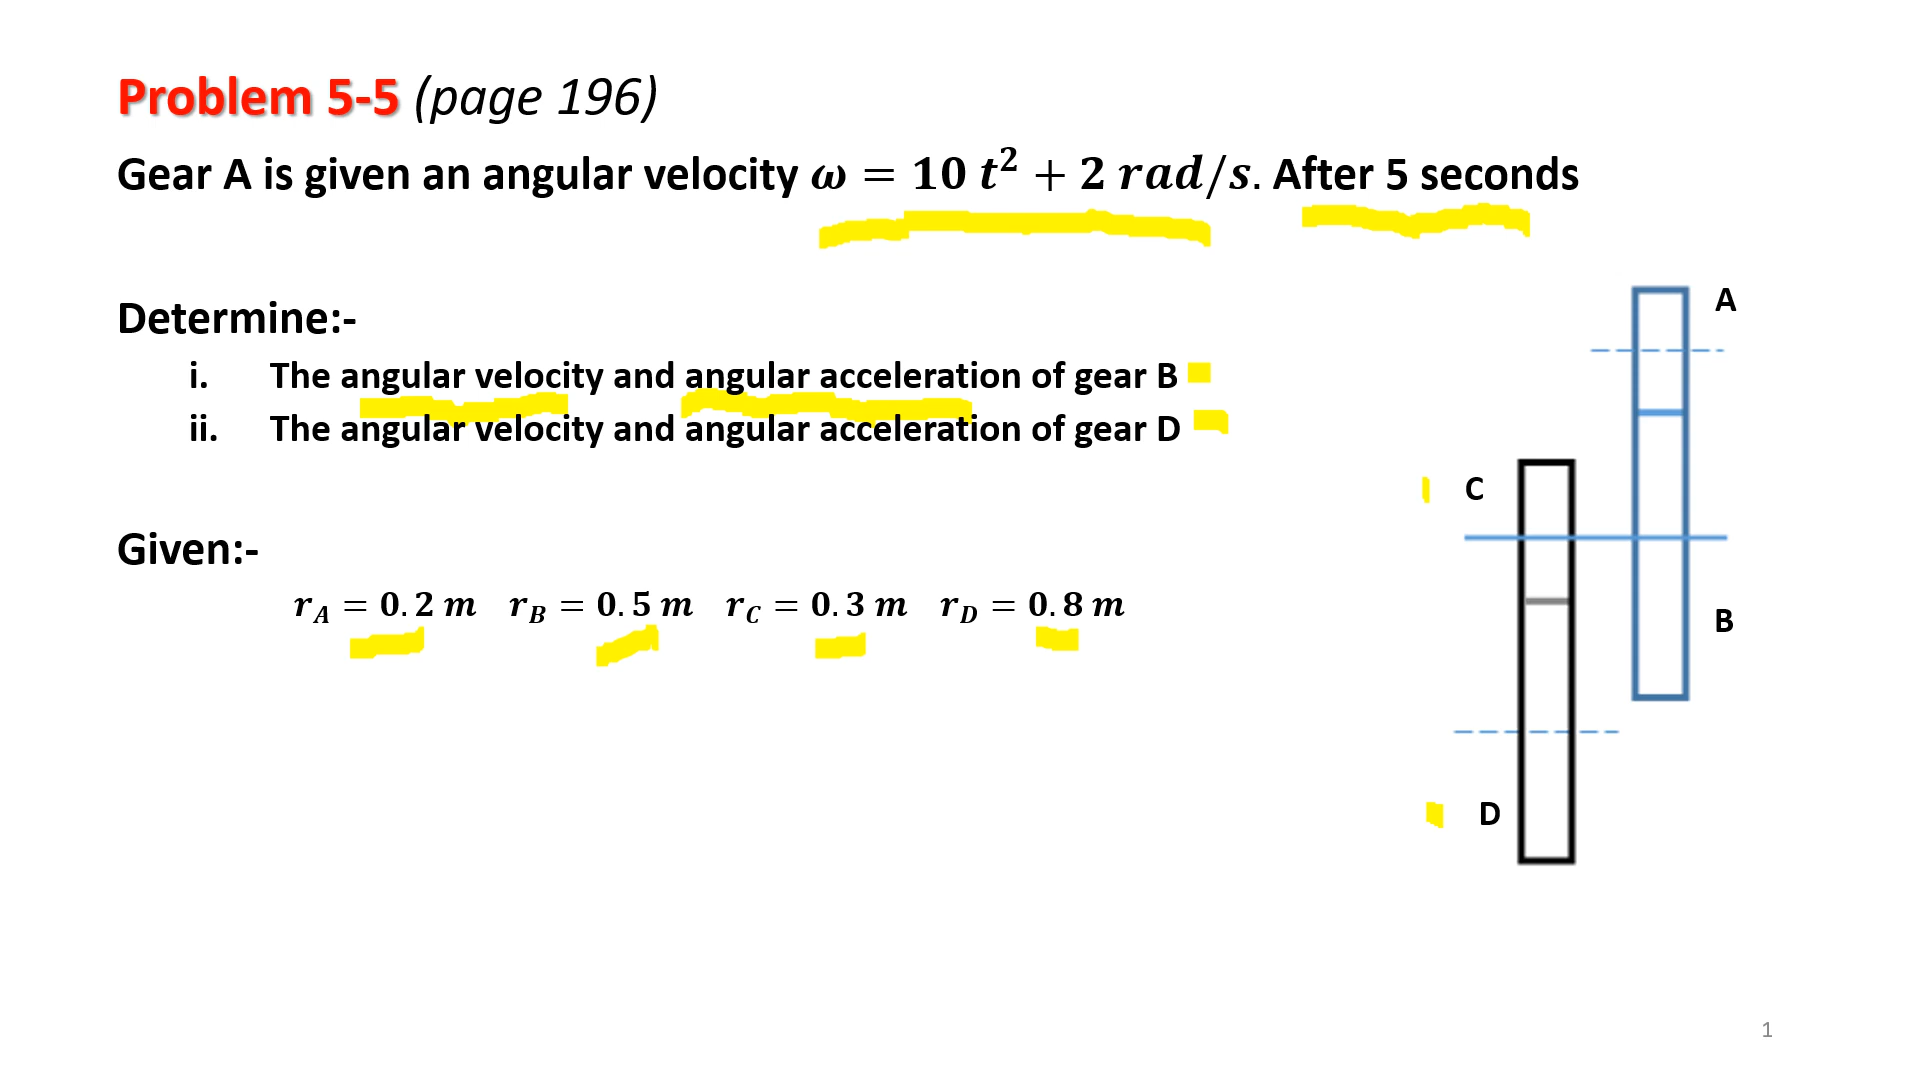 Problem 5-5 (page 196)
Gear A is given an angular velocity ω = 10 t² + 2 rad/s. After 5 seconds
Determine:-
i. The angular velocity and angular acceleration of gear B
ii. The angular velocity and angular acceleration of gear D
Given:-
r_A = 0.2 m r_B = 0.5 m r_C = 0.3 m r_D = 0.8 m
A
C
B
D
1